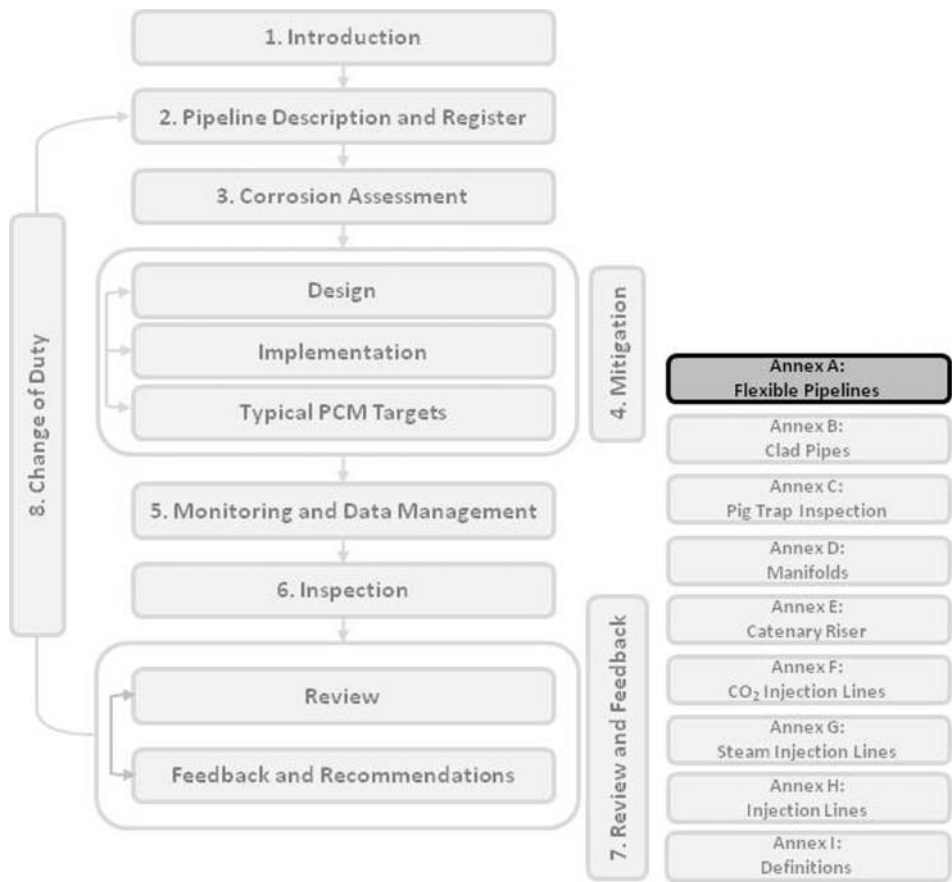 1. Introduction
2. Pipeline Description and Register
3. Corrosion Assessment
Design
Implementation
Typical PCM Targets
4. Mitigation
5. Monitoring and Data Management
6. Inspection
Review
Feedback and Recommendations
7. Review and Feedback
8. Change of Duty
Annex A:
Flexible Pipelines
Annex B:
Clad Pipes
Annex C:
Pig Trap Inspection
Annex D:
Manifolds
Annex E:
Catenary Riser
Annex F:
CO₂ Injection Lines
Annex G:
Steam Injection Lines
Annex H:
Injection Lines
Annex I:
Definitions